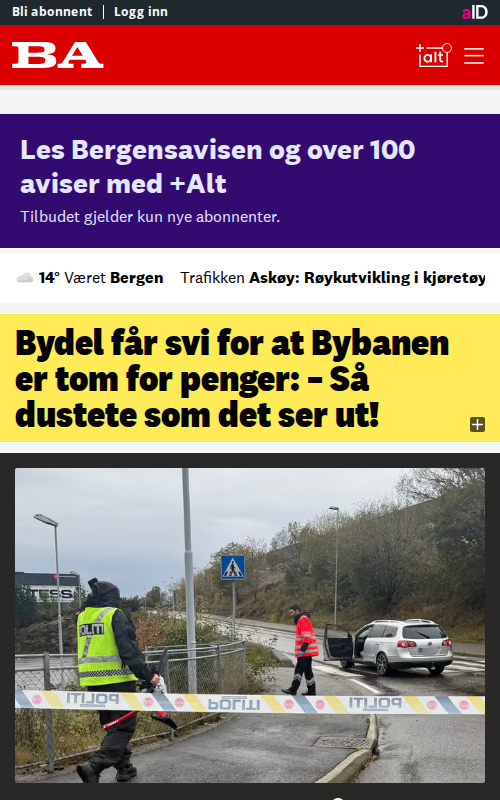 Bli abonnent | Logg inn
aID
BA
+alt
Les Bergensavisen og over 100
aviser med +Alt
Tilbudet gjelder kun nye abonnenter.
14° Været Bergen Trafikken Askøy: Røykutvikling i kjøretøy
Bydel får svi for at Bybanen
er tom for penger: – Så
dustete som det ser ut!
POLITI
POLITI POLITI POLITI